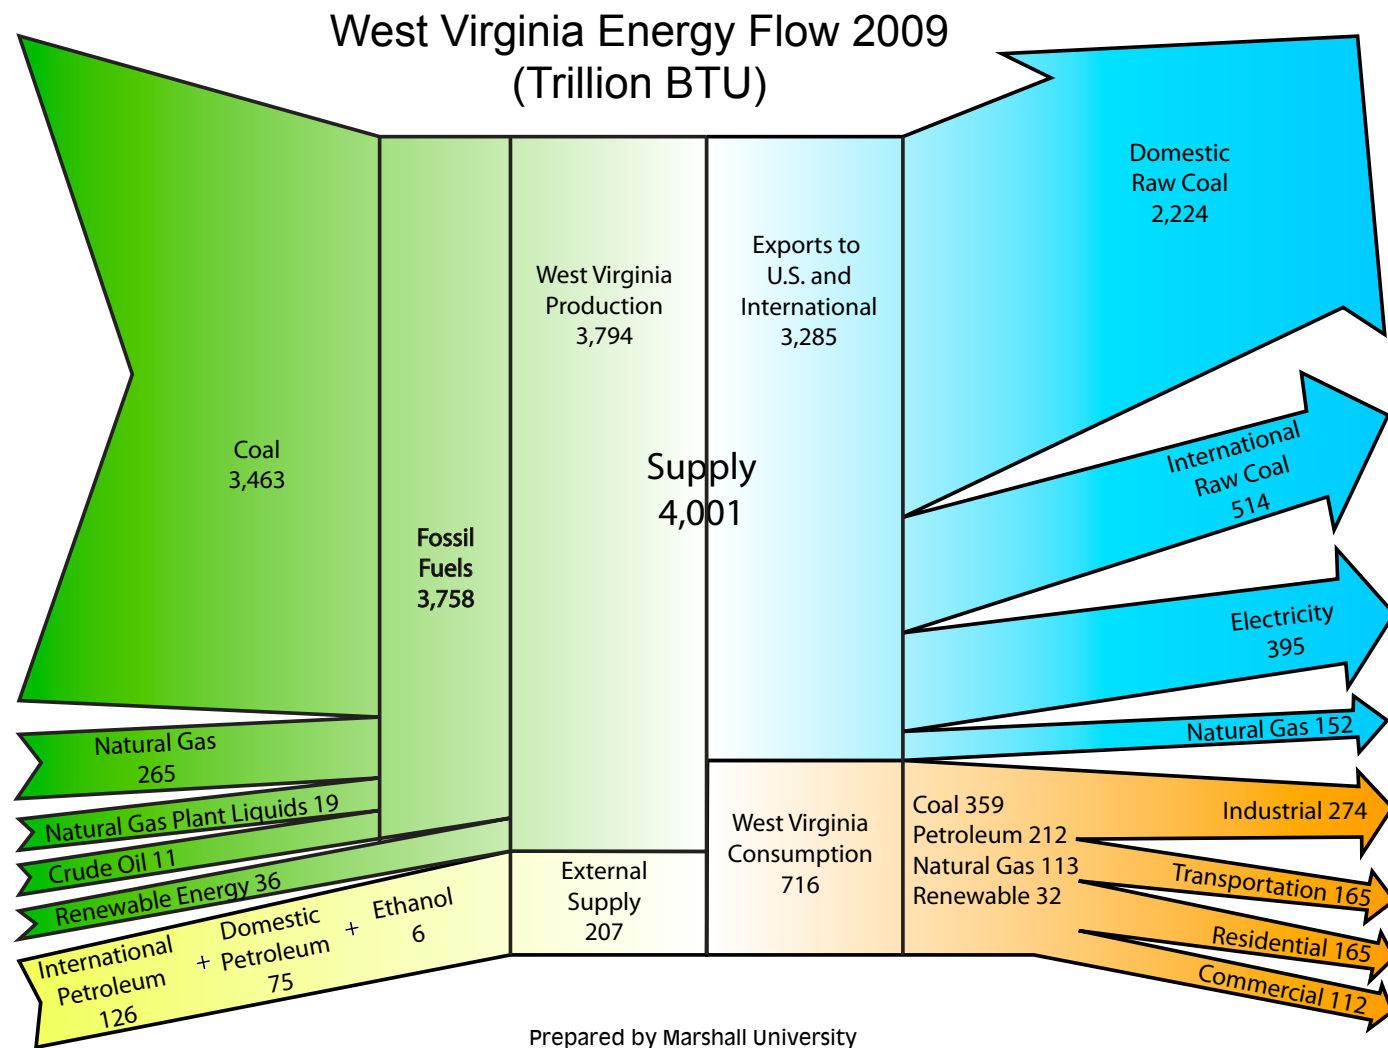 West Virginia Energy Flow 2009
(Trillion BTU)
Coal
3,463
Natural Gas
265
Natural Gas Plant Liquids 19
Crude Oil 11
Renewable Energy 36
International
Petroleum
126
+
Domestic
Petroleum
75
+
Ethanol
6
Fossil
Fuels
3,758
West Virginia
Production
3,794
External
Supply
207
Supply
4,001
Exports to
U.S. and
International
3,285
West Virginia
Consumption
716
Domestic
Raw Coal
2,224
International
Raw Coal
514
Electricity
395
Natural Gas 152
Coal 359
Petroleum 212
Natural Gas 113
Renewable 32
Industrial 274
Transportation 165
Residential 165
Commercial 112
Prepared by Marshall University